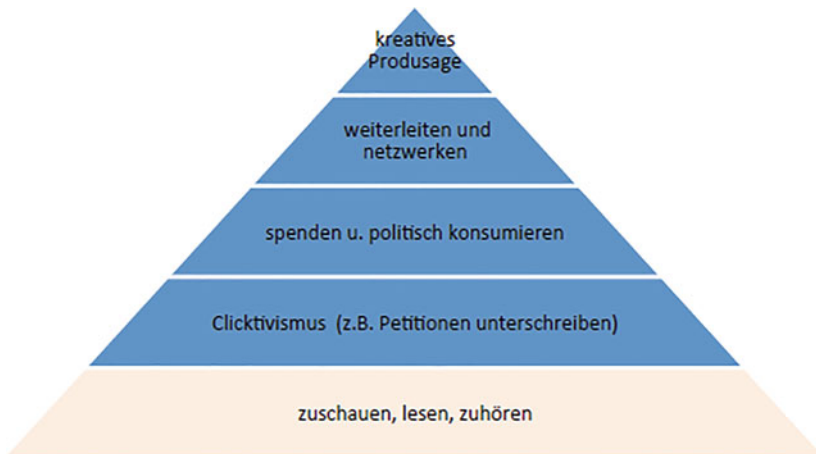 kreatives
Produsage
weiterleiten und
netzwerken
spenden u. politisch konsumieren
Clicktivismus (z.B. Petitionen unterschreiben)
zuschauen, lesen, zuhören